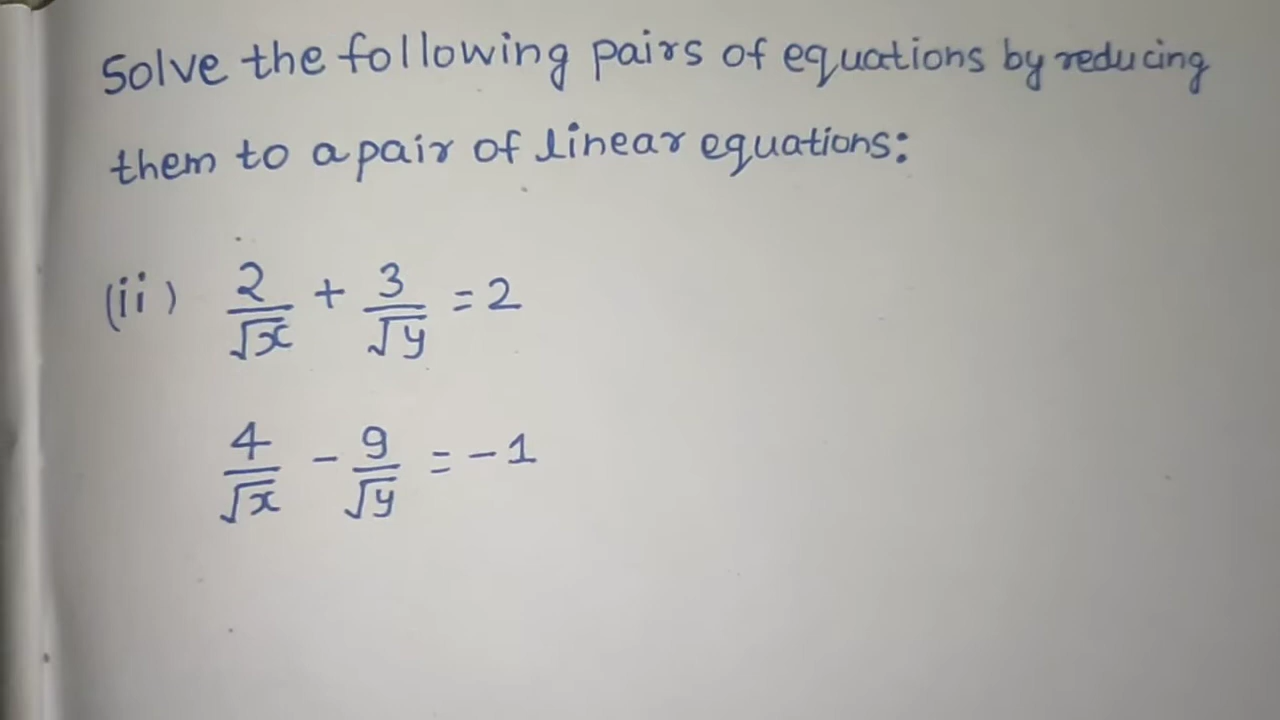 Solve the following pairs of equations by reducing
them to a pair of linear equations:
(ii) 2/√x + 3/√y = 2
4/√x - 9/√y = -1